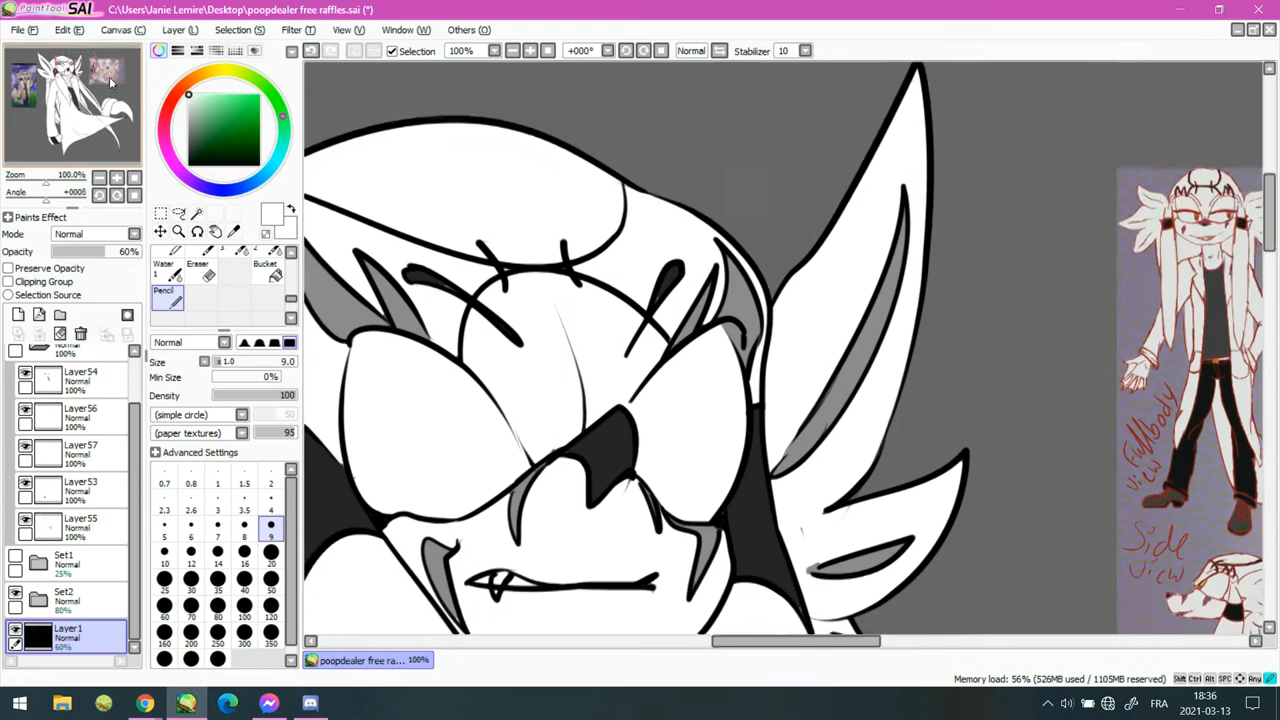 PaintTool SAI C:\Users\Janie Lemire\Desktop\poopdealer free raffles.sai (*)
File (F) Edit (E) Canvas (C) Layer (L) Selection (S) Filter (T) View (V) Window (W) Others (O)
Selection 100% +000° Normal Stabilizer 10
Zoom 100.0%
Angle +000ß
Paints Effect
Mode Normal
Opacity 60%
Preserve Opacity
Clipping Group
Selection Source
100%
Layer54
Normal
100%
Layer56
Normal
100%
Layer57
Normal
100%
Layer53
Normal
100%
Layer55
Normal
100%
Set1
Normal
25%
Set2
Normal
80%
Layer1
Normal
60%
Water Eraser Bucket
Pencil
Normal
Size x 1.0 9.0
Min Size 0%
Density 100
(simple circle) 50
(paper textures) 95
Advanced Settings
0.7 0.8 1 1.5 2
2.3 2.6 3 3.5 4
5 6 7 8 9
10 12 14 16 20
25 30 35 40 50
60 70 80 100 120
160 200 250 300 350
Fullbody
view
Side
view
poopdealer free ra... 100%
Memory load: 56% (526MB used / 1105MB reserved) Shift Ctrl Alt SPC Any
18:36
FRA
2021-03-13